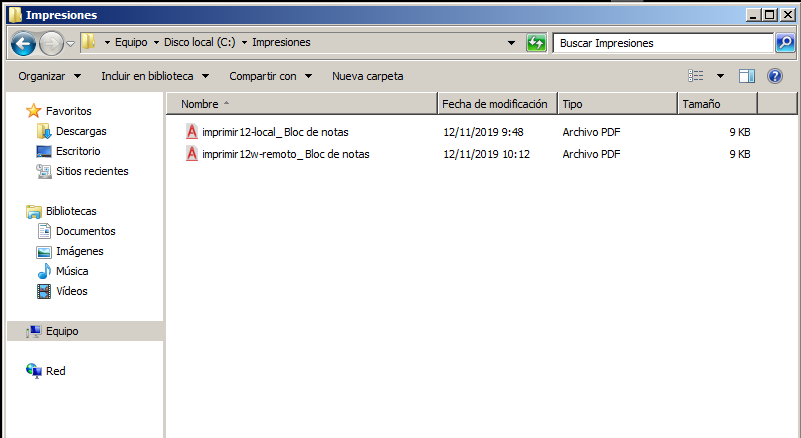 Impresiones
Equipo Disco local (C:) Impresiones
Buscar Impresiones
Organizar Incluir en biblioteca Compartir con Nueva carpeta
Favoritos
Descargas
Escritorio
Sitios recientes
Bibliotecas
Documentos
Imágenes
Música
Vídeos
Equipo
Red
Nombre Fecha de modificación Tipo Tamaño
imprimir12-local_ Bloc de notas 12/11/2019 9:48 Archivo PDF 9 KB
imprimir12w-remoto_ Bloc de notas 12/11/2019 10:12 Archivo PDF 9 KB